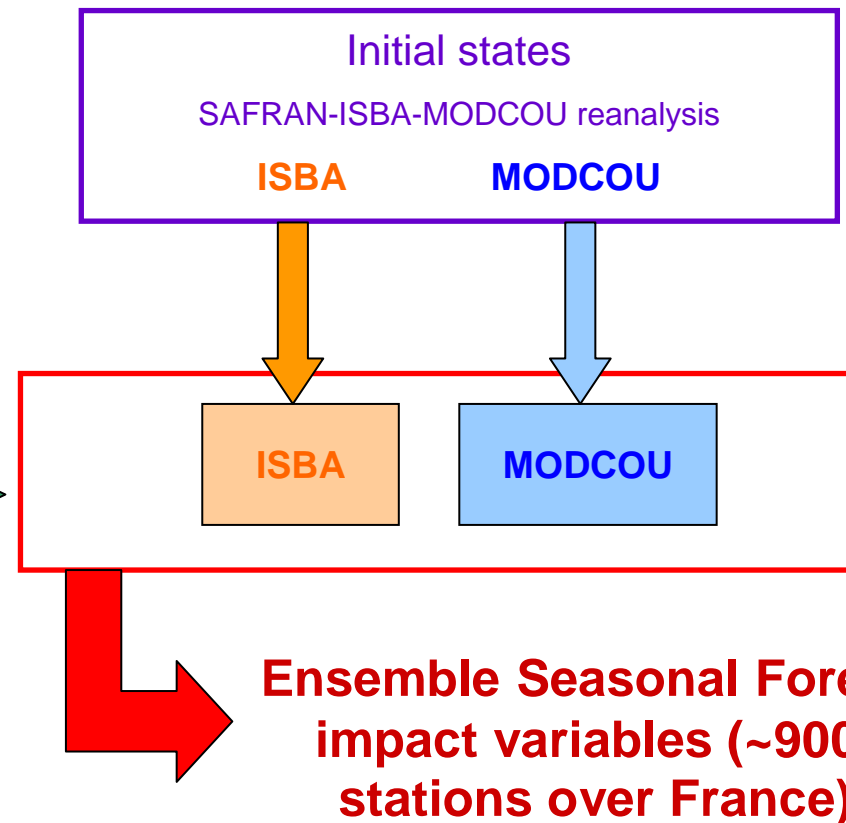 Initial states
SAFRAN-ISBA-MODCOU reanalysis
ISBA MODCOU
ISBA MODCOU
Ensemble Seasonal Fore
impact variables (~900
stations over France)